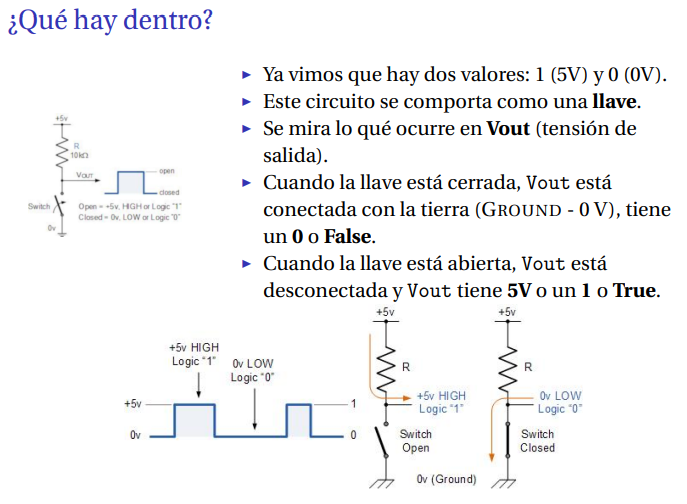 ¿Qué hay dentro?
▶ Ya vimos que hay dos valores: 1 (5V) y 0 (0V).
▶ Este circuito se comporta como una llave.
▶ Se mira lo qué ocurre en Vout (tensión de
salida).
▶ Cuando la llave está cerrada, Vout está
conectada con la tierra (GROUND - 0 V), tiene
un 0 o False.
▶ Cuando la llave está abierta, Vout está
desconectada y Vout tiene 5V o un 1 o True.
+5v
R
10kΩ
VOUT
open
closed
Switch
Open = +5v, HIGH or Logic "1"
Closed = 0v, LOW or Logic "0"
0v
+5v HIGH
Logic "1"
0v LOW
Logic "0"
+5v
0v
1
0
+5v
R
+5v HIGH
Logic "1"
Switch
Open
+5v
R
0v LOW
Logic "0"
Switch
Closed
0v (Ground)